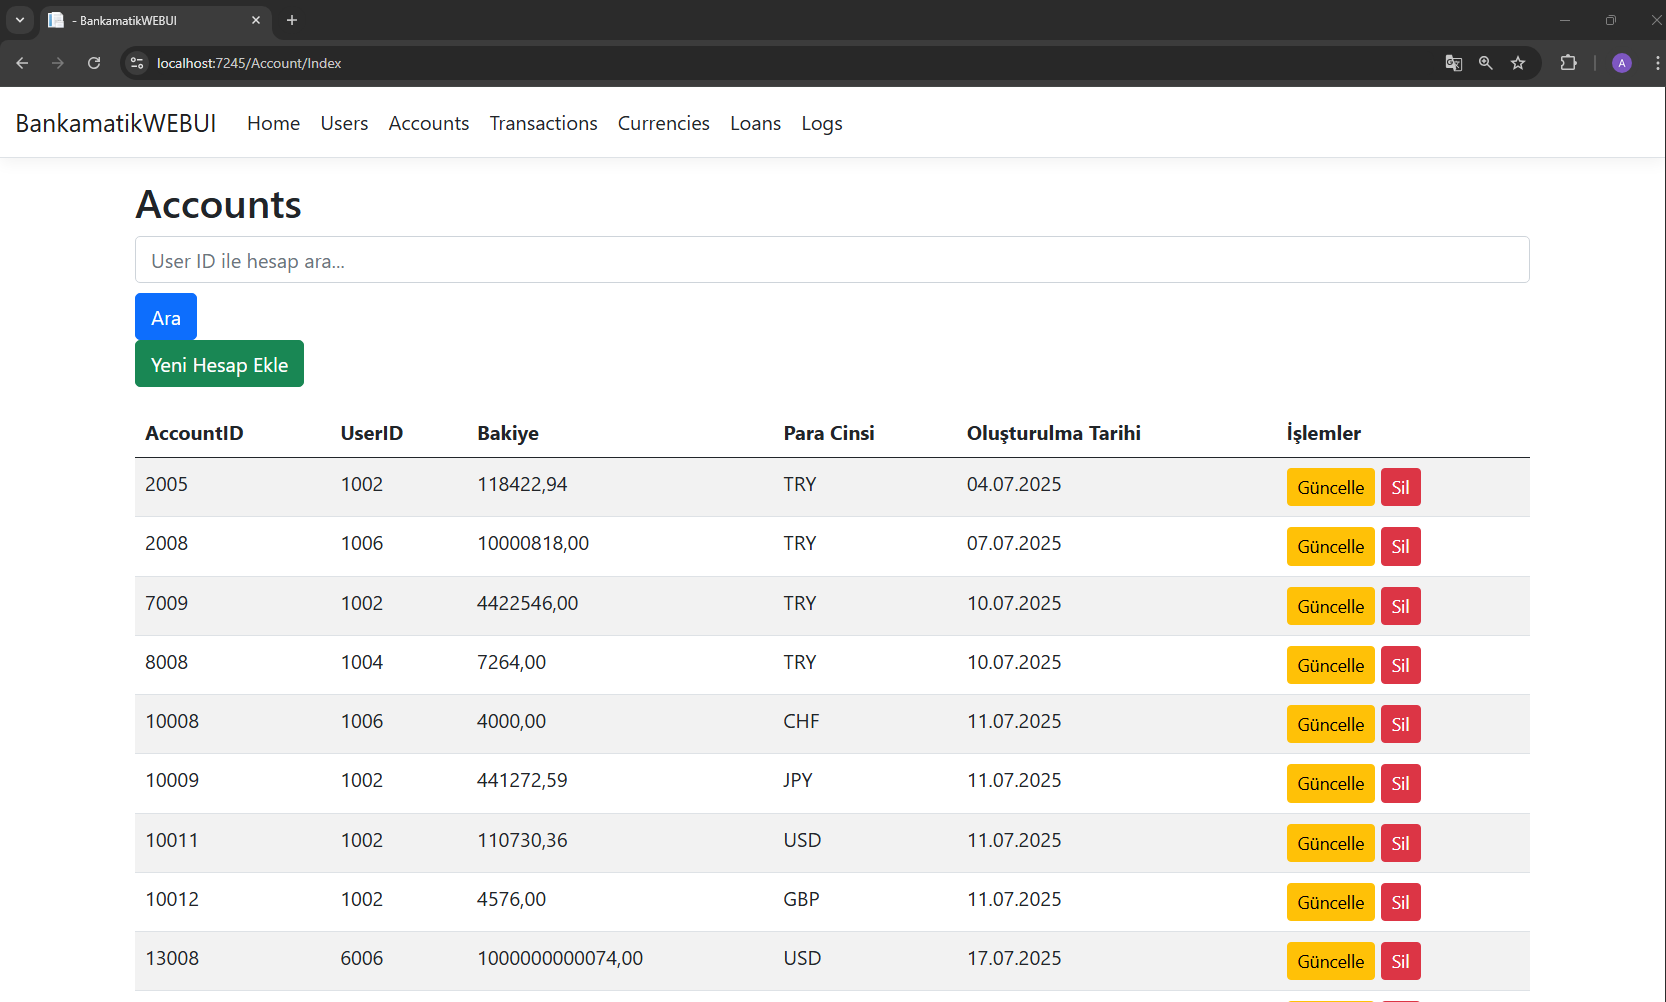 - BankamatikWEBUI
localhost:7245/Account/Index
A
BankamatikWEBUI Home Users Accounts Transactions Currencies Loans Logs
Accounts
User ID ile hesap ara...
Ara
Yeni Hesap Ekle
AccountID UserID Bakiye Para Cinsi Oluşturulma Tarihi İşlemler
2005 1002 118422,94 TRY 04.07.2025 Güncelle Sil
2008 1006 10000818,00 TRY 07.07.2025 Güncelle Sil
7009 1002 4422546,00 TRY 10.07.2025 Güncelle Sil
8008 1004 7264,00 TRY 10.07.2025 Güncelle Sil
10008 1006 4000,00 CHF 11.07.2025 Güncelle Sil
10009 1002 441272,59 JPY 11.07.2025 Güncelle Sil
10011 1002 110730,36 USD 11.07.2025 Güncelle Sil
10012 1002 4576,00 GBP 11.07.2025 Güncelle Sil
13008 6006 1000000000074,00 USD 17.07.2025 Güncelle Sil